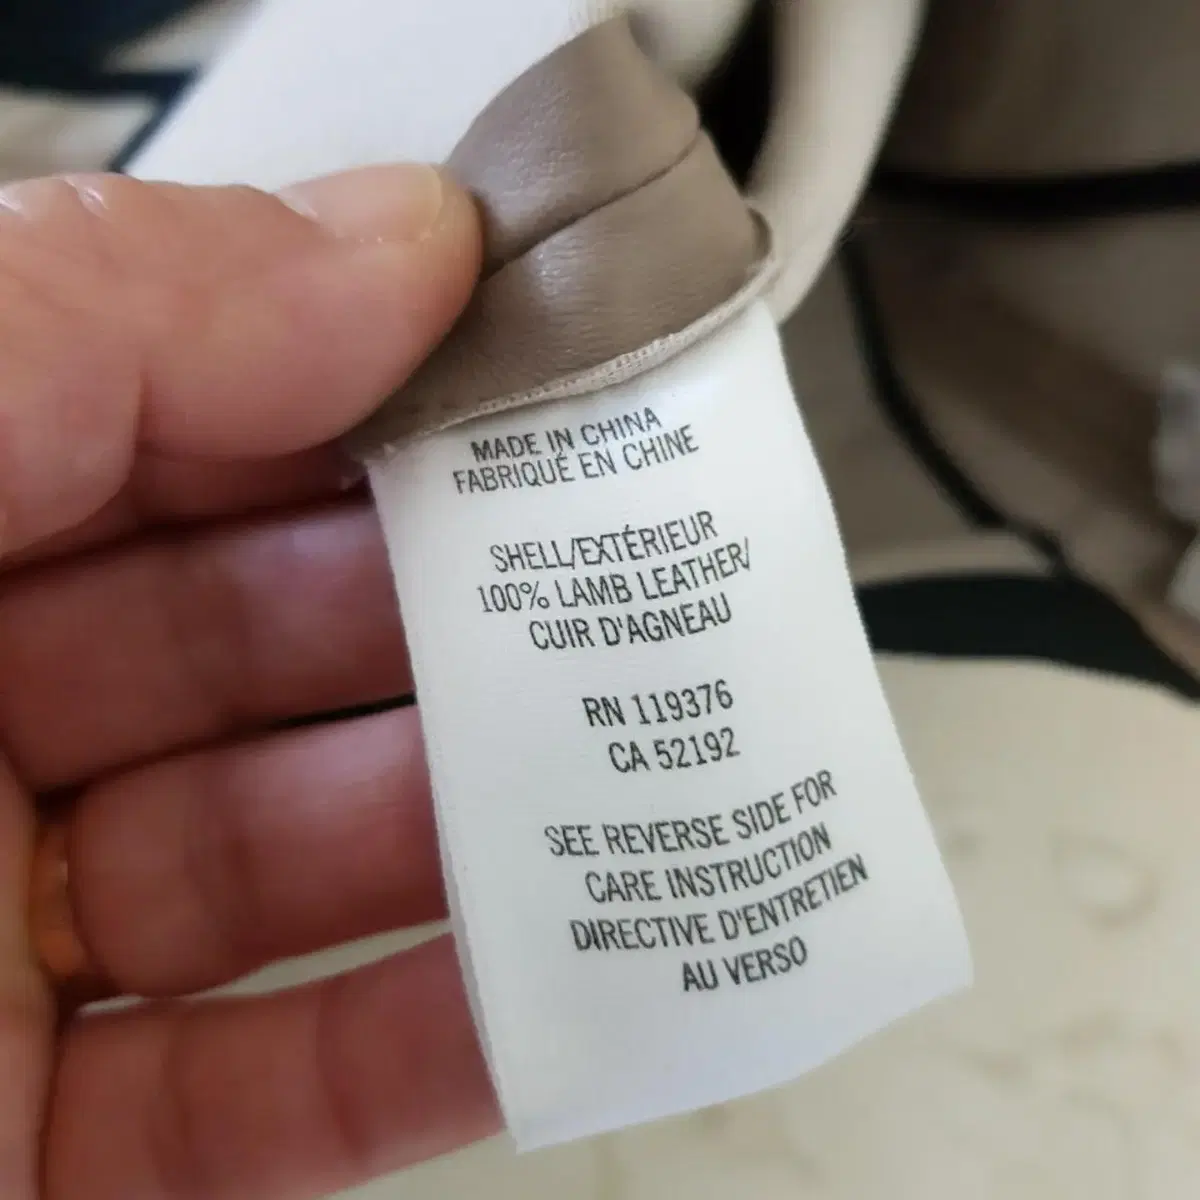 MADE IN CHINA
FABRIQUÉ EN CHINE
SHELL/EXTÉRIEUR
100% LAMB LEATHER/
CUIR D'AGNEAU
RN 119376
CA 52192
SEE REVERSE SIDE FOR
CARE INSTRUCTION
DIRECTIVE D'ENTRETIEN
AU VERSO